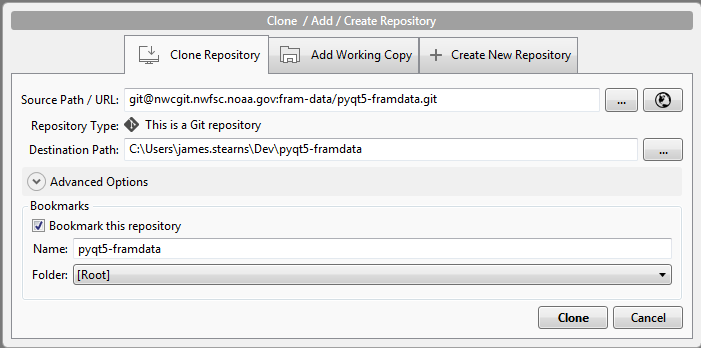 Clone / Add / Create Repository
Clone Repository
Add Working Copy
Create New Repository
Source Path / URL: git@nwcgit.nwfsc.noaa.gov:fram-data/pyqt5-framdata.git ...
Repository Type: This is a Git repository
Destination Path: C:\Users\james.stearns\Dev\pyqt5-framdata ...
Advanced Options
Bookmarks
Bookmark this repository
Name: pyqt5-framdata
Folder: [Root]
Clone Cancel